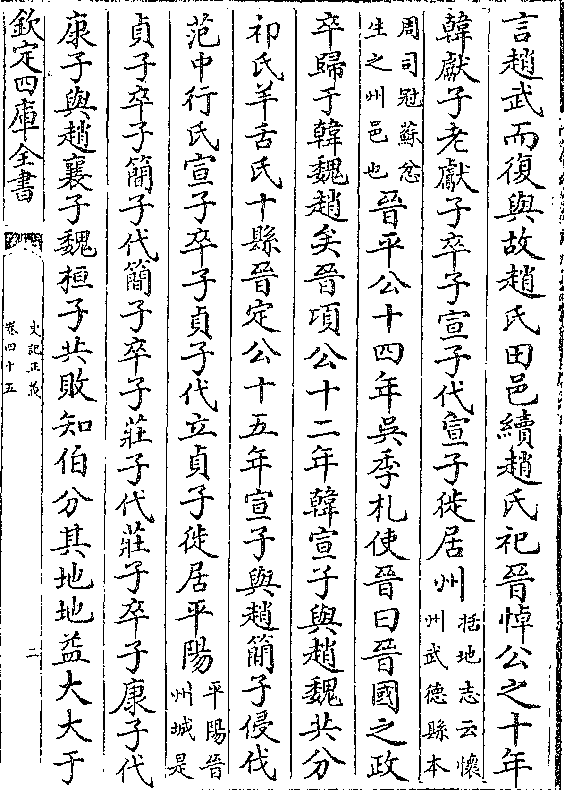 言趙武而復與故趙氏田邑續趙氏祀晉悼公之十年
韓獻子老獻子卒子宣子代宣子徙居州括地志云懷
州武德縣本
周司冦蘇忿
生之州邑也晉平公十四年吳季札使晉曰晉國之政
卒歸于韓魏趙矣晉項公十二年韓宣子與趙魏共分
祁氏羊舌氏十縣晉定公十五年宣子與趙簡子侵伐
范中行氏宣子卒子貞子代立貞子徙居平陽平陽晉
州城是
貞子卒子簡子代簡子卒子莊子代莊子卒子康子代
康子與趙襄子魏桓子共敗知伯分其地地益大大于
欽定四庫全書
史記正義
卷四十五
二